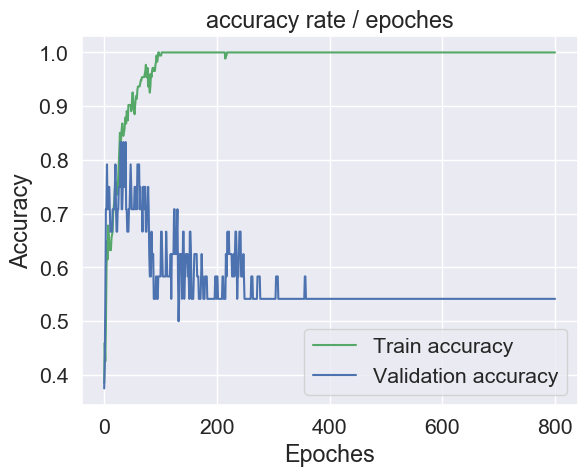 accuracy rate / epoches
1.0
0.9
0.8
0.7
0.6
0.5
0.4
Accuracy
Train accuracy
Validation accuracy
0 200 400 600 800
Epoches